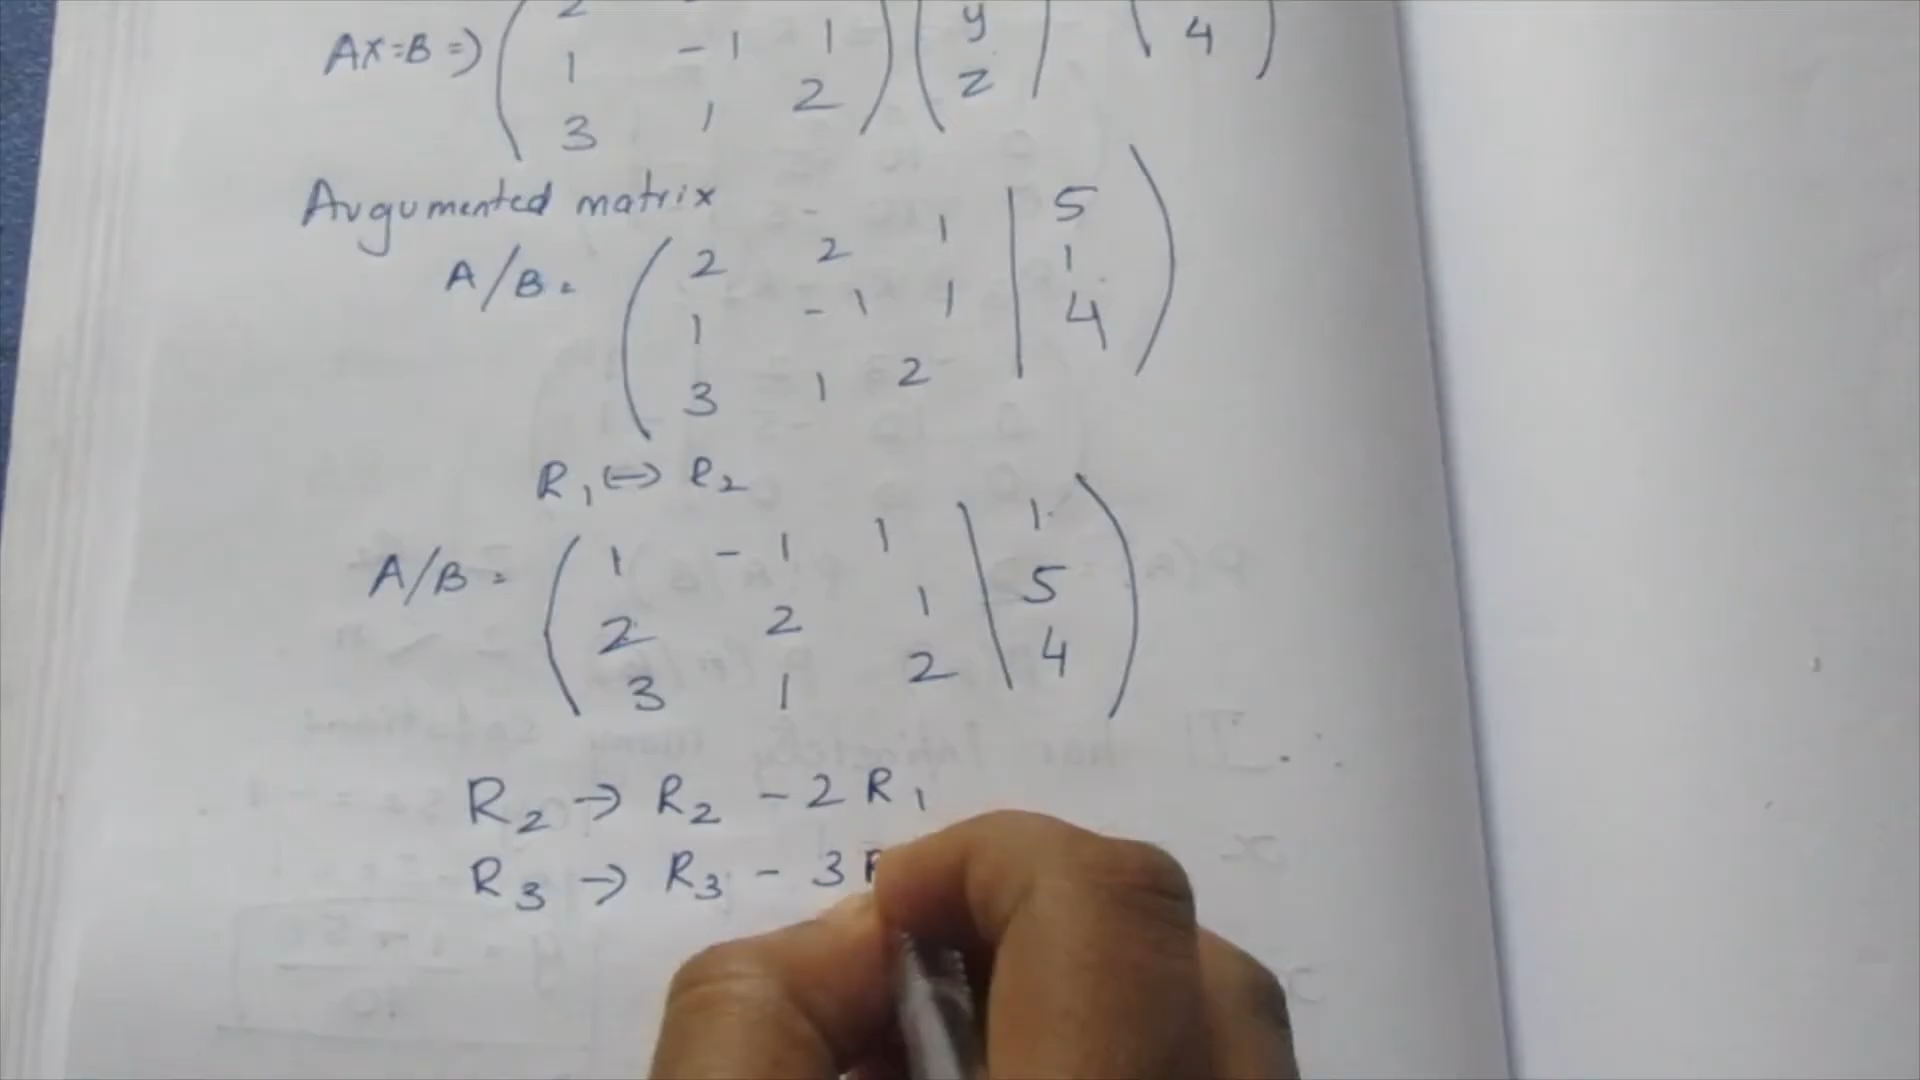 2
AX=B=) 1 -1 1 y 4
3 1 2 z
Augumented matrix
A/B= 2 2 1 5
1 -1 1 1
3 1 2 4
R1 ↔ R2
A/B= 1 -1 1 1
2 2 1 5
3 1 2 4
R2 → R2 - 2R1
R3 → R3 - 3R